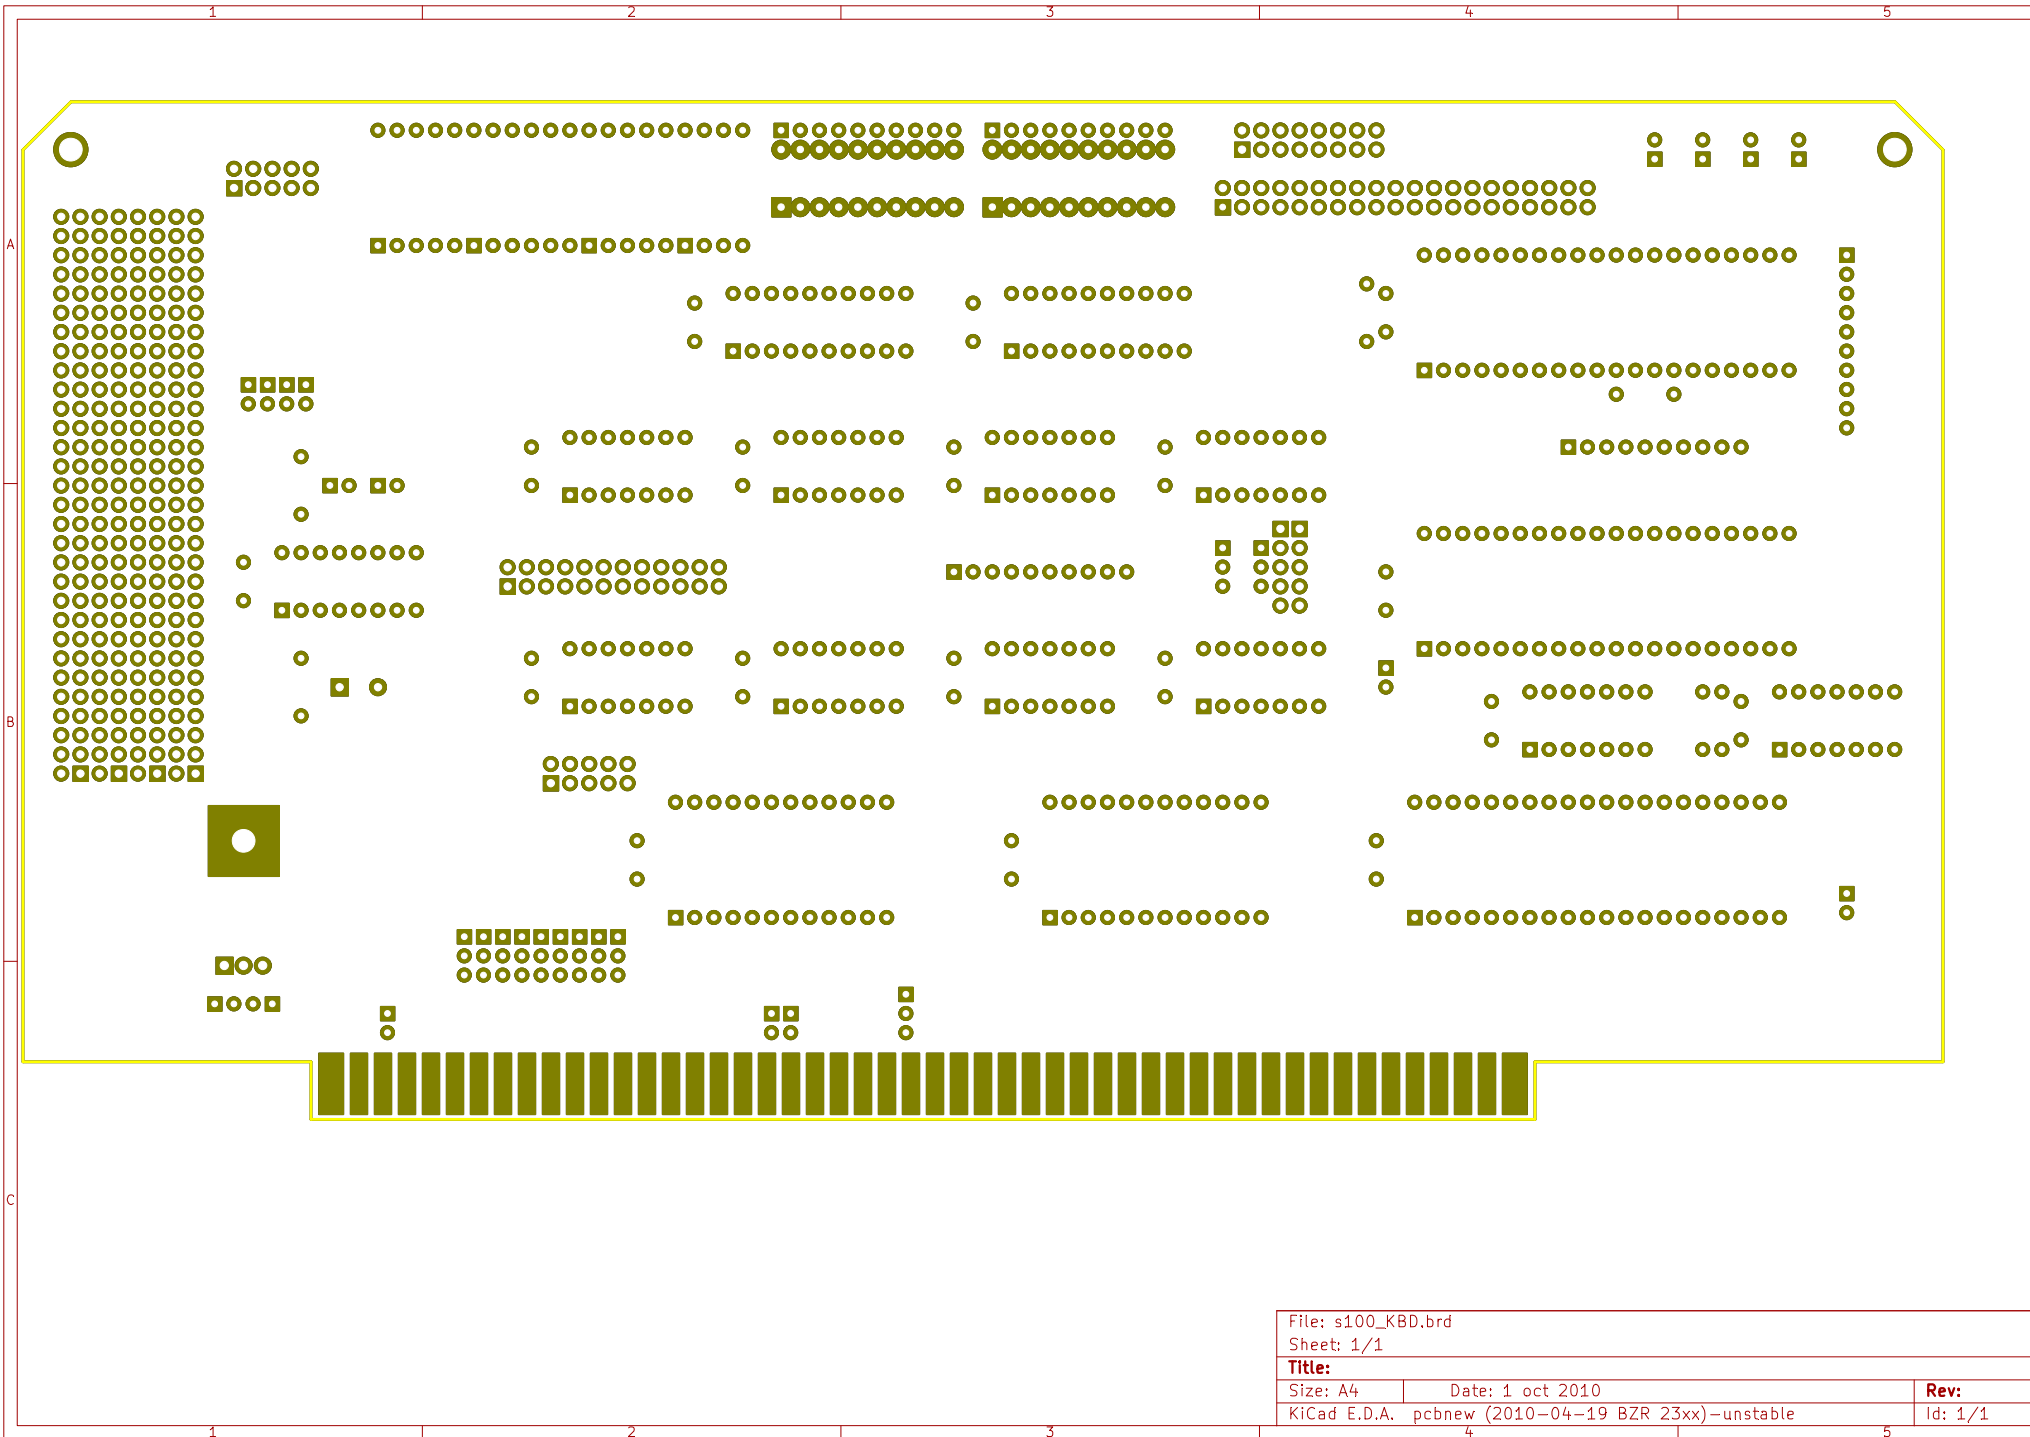 1 2 3 4 5
A
B
C
File: s100_KBD.brd
Sheet: 1/1
Title:
Size: A4 Date: 1 oct 2010 Rev:
KiCad E.D.A. pcbnew (2010-04-19 BZR 23xx)-unstable Id: 1/1
1 2 3 4 5